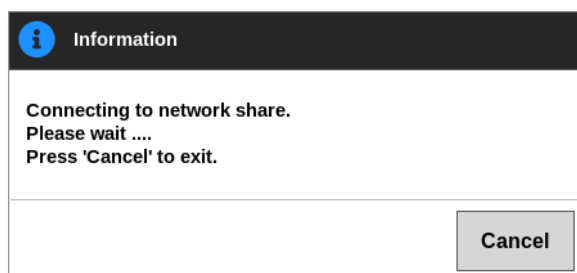 Information
Connecting to network share.
Please wait ....
Press 'Cancel' to exit.
Cancel